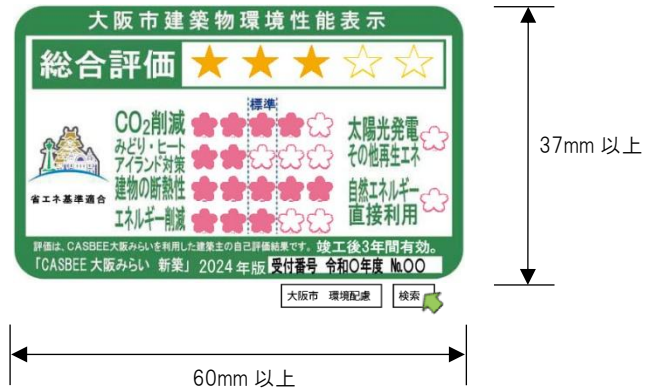 大阪市建築物環境性能表示
総合評価
標準
CO₂削減
みどり・ヒート
アイランド対策
建物の断熱性
エネルギー削減
太陽光発電
その他再生エネ
自然エネルギー
直接利用
省エネ基準適合
評価は、CASBEE大阪みらいを利用した建築主の自己評価結果です。竣工後3年間有効。
「CASBEE 大阪みらい 新築」 2024年版 受付番号 令和〇年度 №〇〇
大阪市 環境配慮 検索
37mm 以上
60mm 以上